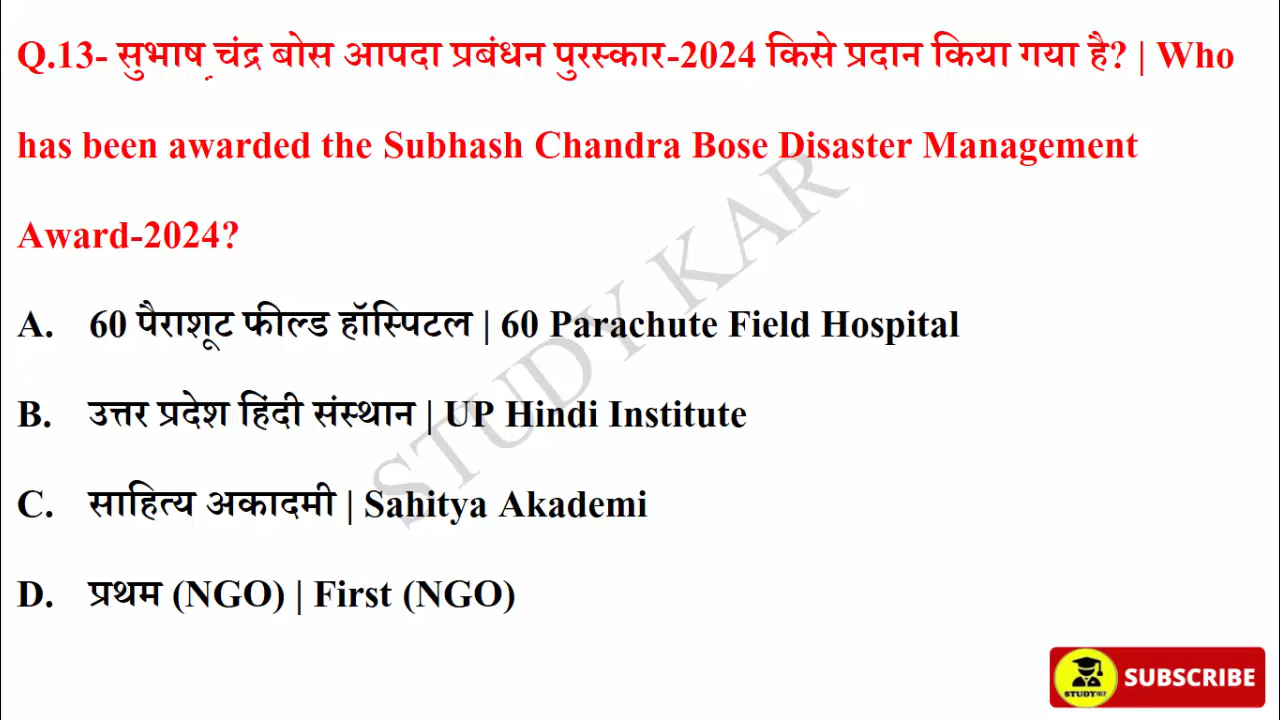 Q.13- सुभाष चंद्र बोस आपदा प्रबंधन पुरस्कार-2024 किसे प्रदान किया गया है? | Who
has been awarded the Subhash Chandra Bose Disaster Management
Award-2024?
A. 60 पैराशूट फील्ड हॉस्पिटल | 60 Parachute Field Hospital
B. उत्तर प्रदेश हिंदी संस्थान | UP Hindi Institute
C. साहित्य अकादमी | Sahitya Akademi
D. प्रथम (NGO) | First (NGO)
STUDY KAR
SUBSCRIBE
STUDYकर